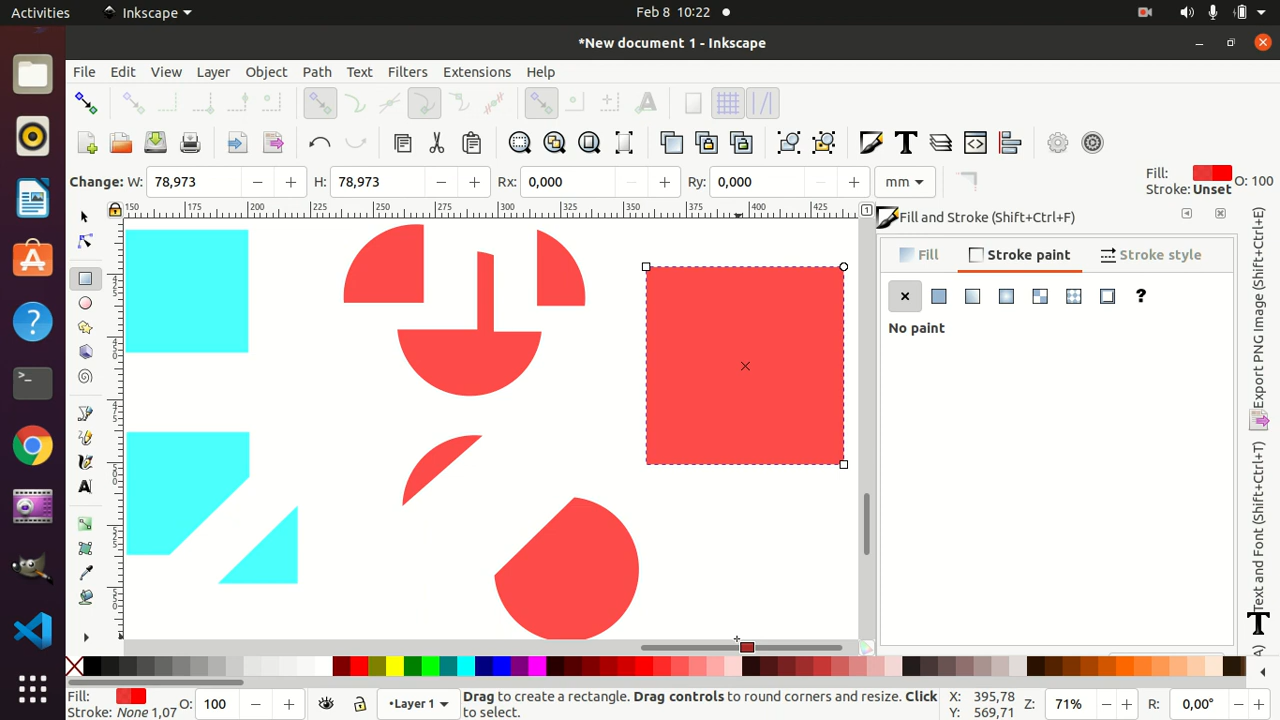 Activities Inkscape Feb 8 10:22
*New document 1 - Inkscape
File Edit View Layer Object Path Text Filters Extensions Help
Change: W: 78,973 H: 78,973 Rx: 0,000 Ry: 0,000 mm Fill: O: 100
Stroke: Unset
150 175 200 225 250 275 300 325 350 375 400 425
Fill and Stroke (Shift+Ctrl+F)
Fill Stroke paint Stroke style
No paint
Fill and Stroke (Shift+Ctrl+E)
Export PNG Image (Shift+Ctrl+E)
Text and Font (Shift+Ctrl+T)
Fill: O: 100 Layer 1 Drag to create a rectangle. Drag controls to round corners and resize. Click X: 395,78 Z: 71% R: 0,00°
Stroke: None 1,07 to select. Y: 569,71